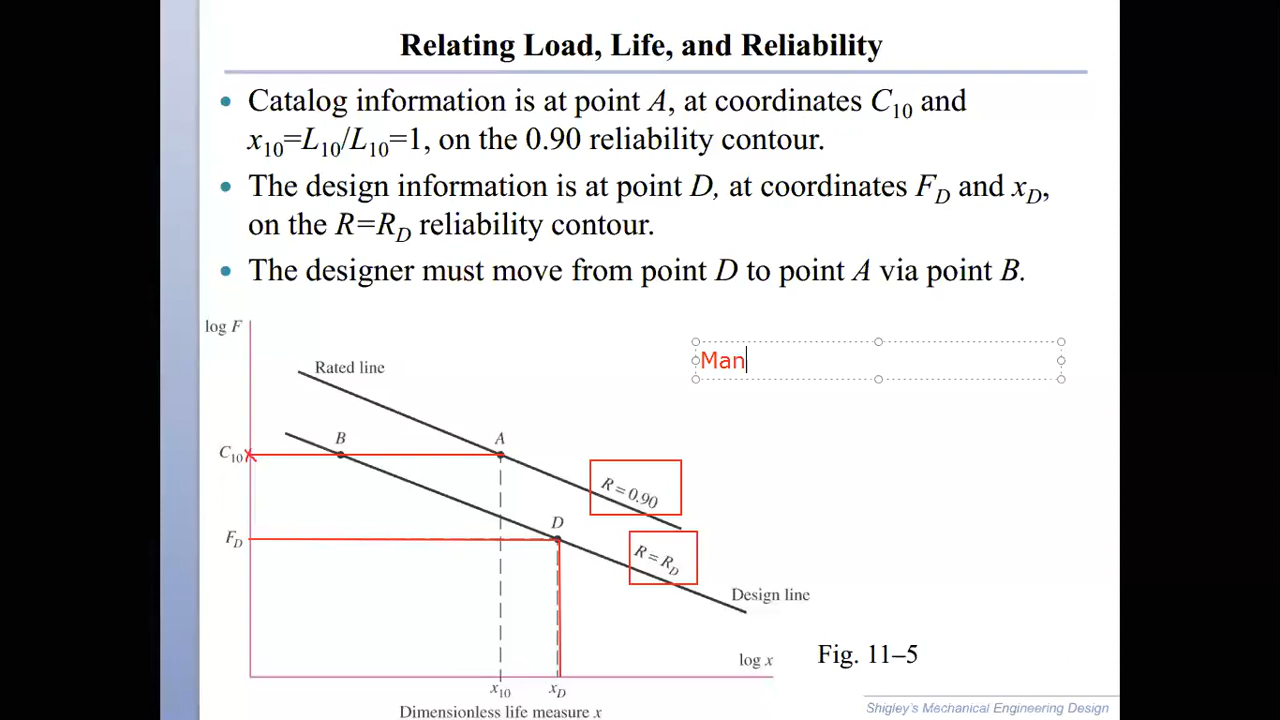 Relating Load, Life, and Reliability
• Catalog information is at point A, at coordinates C10 and
x10=L10/L10=1, on the 0.90 reliability contour.
• The design information is at point D, at coordinates FD and xD,
on the R=RD reliability contour.
• The designer must move from point D to point A via point B.
log F
Man
Rated line
B
A
C10
R = 0.90
D
FD
R = RD
Design line
log x
Fig. 11–5
x10
xD
Dimensionless life measure x
Shigley's Mechanical Engineering Design